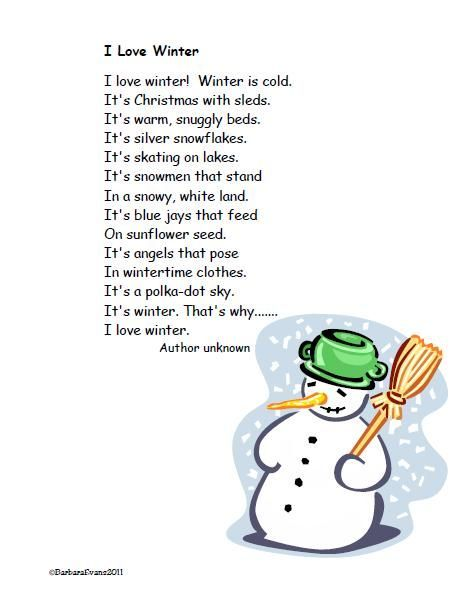 I Love Winter
I love winter!  Winter is cold.
It's Christmas with sleds.
It's warm, snuggly beds.
It's silver snowflakes.
It's skating on lakes.
It's snowmen that stand
In a snowy, white land.
It's blue jays that feed
On sunflower seed.
It's angels that pose
In wintertime clothes.
It's a polka-dot sky.
It's winter. That's why.......
I love winter.
Author unknown
©BarbaraEvans2011